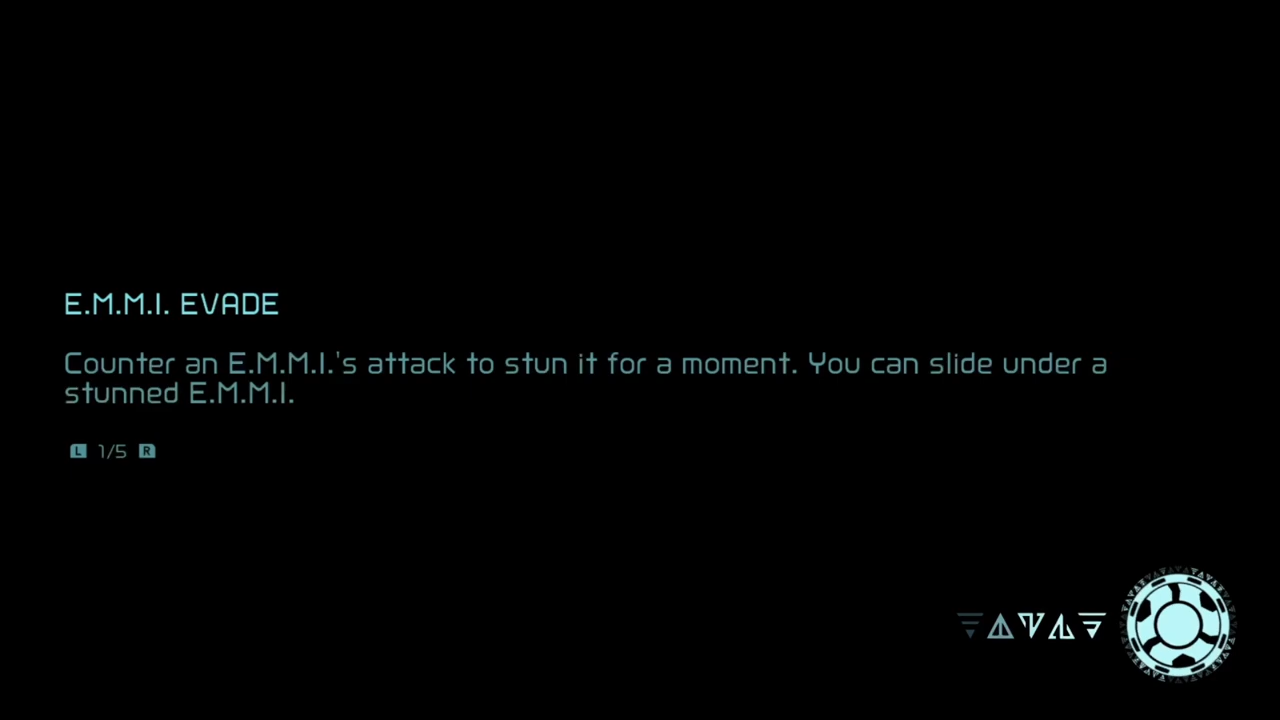 E.M.M.I. EVADE
Counter an E.M.M.I.'s attack to stun it for a moment. You can slide under a
stunned E.M.M.I.
L 1/5 R